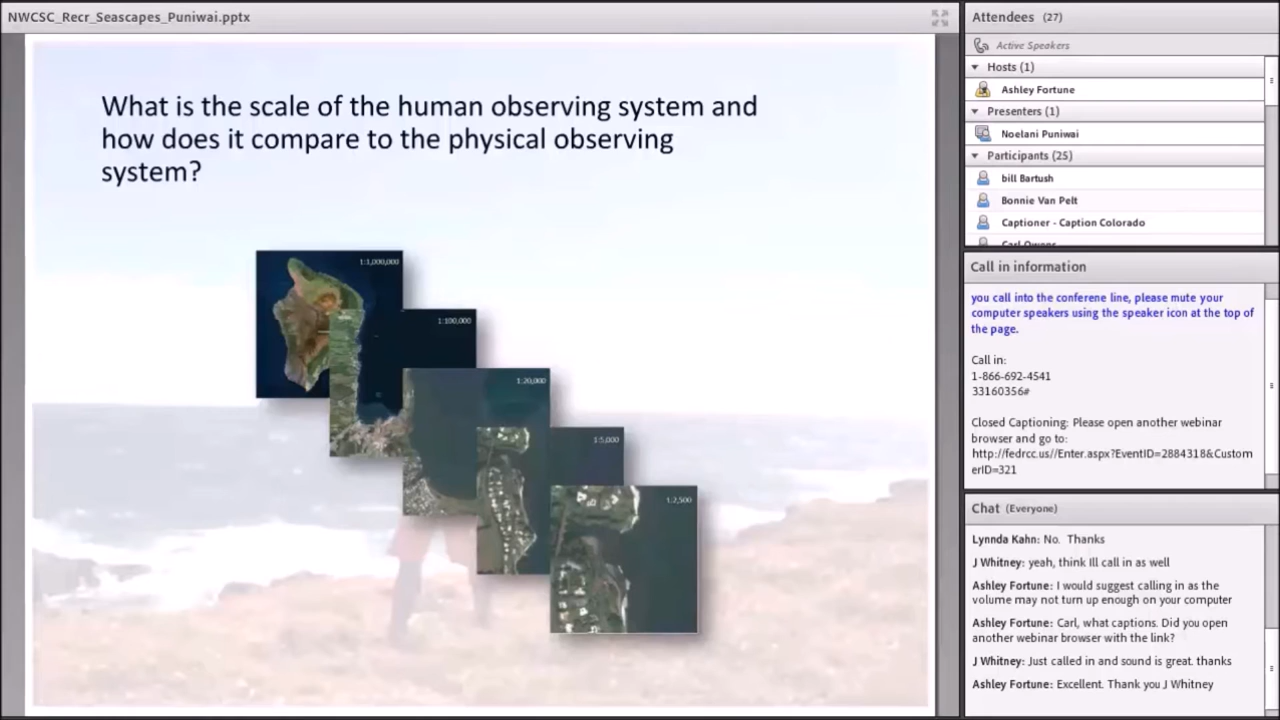 NWCSC_Recr_Seascapes_Puniwai.pptx
What is the scale of the human observing system and
how does it compare to the physical observing
system?
1:1,000,000
1:100,000
1:20,000
1:5,000
1:2,500
Attendees (27)
Active Speakers
Hosts (1)
Ashley Fortune
Presenters (1)
Noelani Puniwai
Participants (25)
bill Bartush
Bonnie Van Pelt
Captioner - Caption Colorado
Carl Owens
Call in information
you call into the conferene line, please mute your
computer speakers using the speaker icon at the top of
the page.
Call in:
1-866-692-4541
33160356#
Closed Captioning: Please open another webinar
browser and go to:
http://fedrcc.us//Enter.aspx?EventID=2884318&Custom
erID=321
Chat (Everyone)
Lynnda Kahn: No. Thanks
J Whitney: yeah, think Ill call in as well
Ashley Fortune: I would suggest calling in as the
volume may not turn up enough on your computer
Ashley Fortune: Carl, what captions. Did you open
another webinar browser with the link?
J Whitney: Just called in and sound is great. thanks
Ashley Fortune: Excellent. Thank you J Whitney